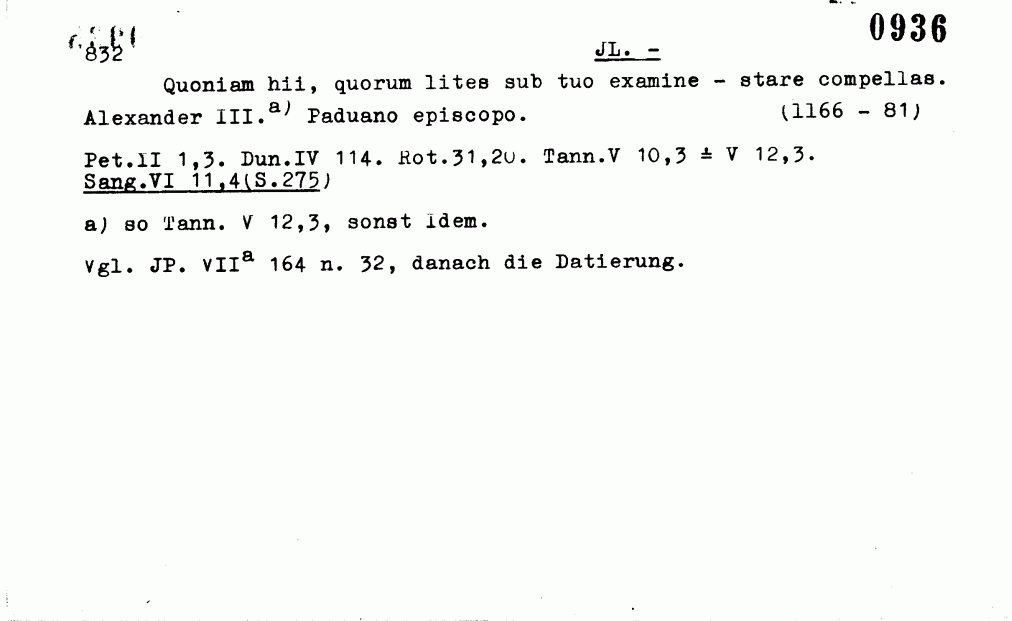 0936
832
JL. -
Quoniam hii, quorum lites sub tuo examine - stare compellas.
Alexander III.a) Paduano episcopo. (1166 - 81)
Pet.II 1,3. Dun.IV 114. Rot.31,20. Tann.V 10,3 ± V 12,3.
Sang.VI 11,4(S.275)
a) so Tann. V 12,3, sonst idem.
Vgl. JP. VIIa 164 n. 32, danach die Datierung.